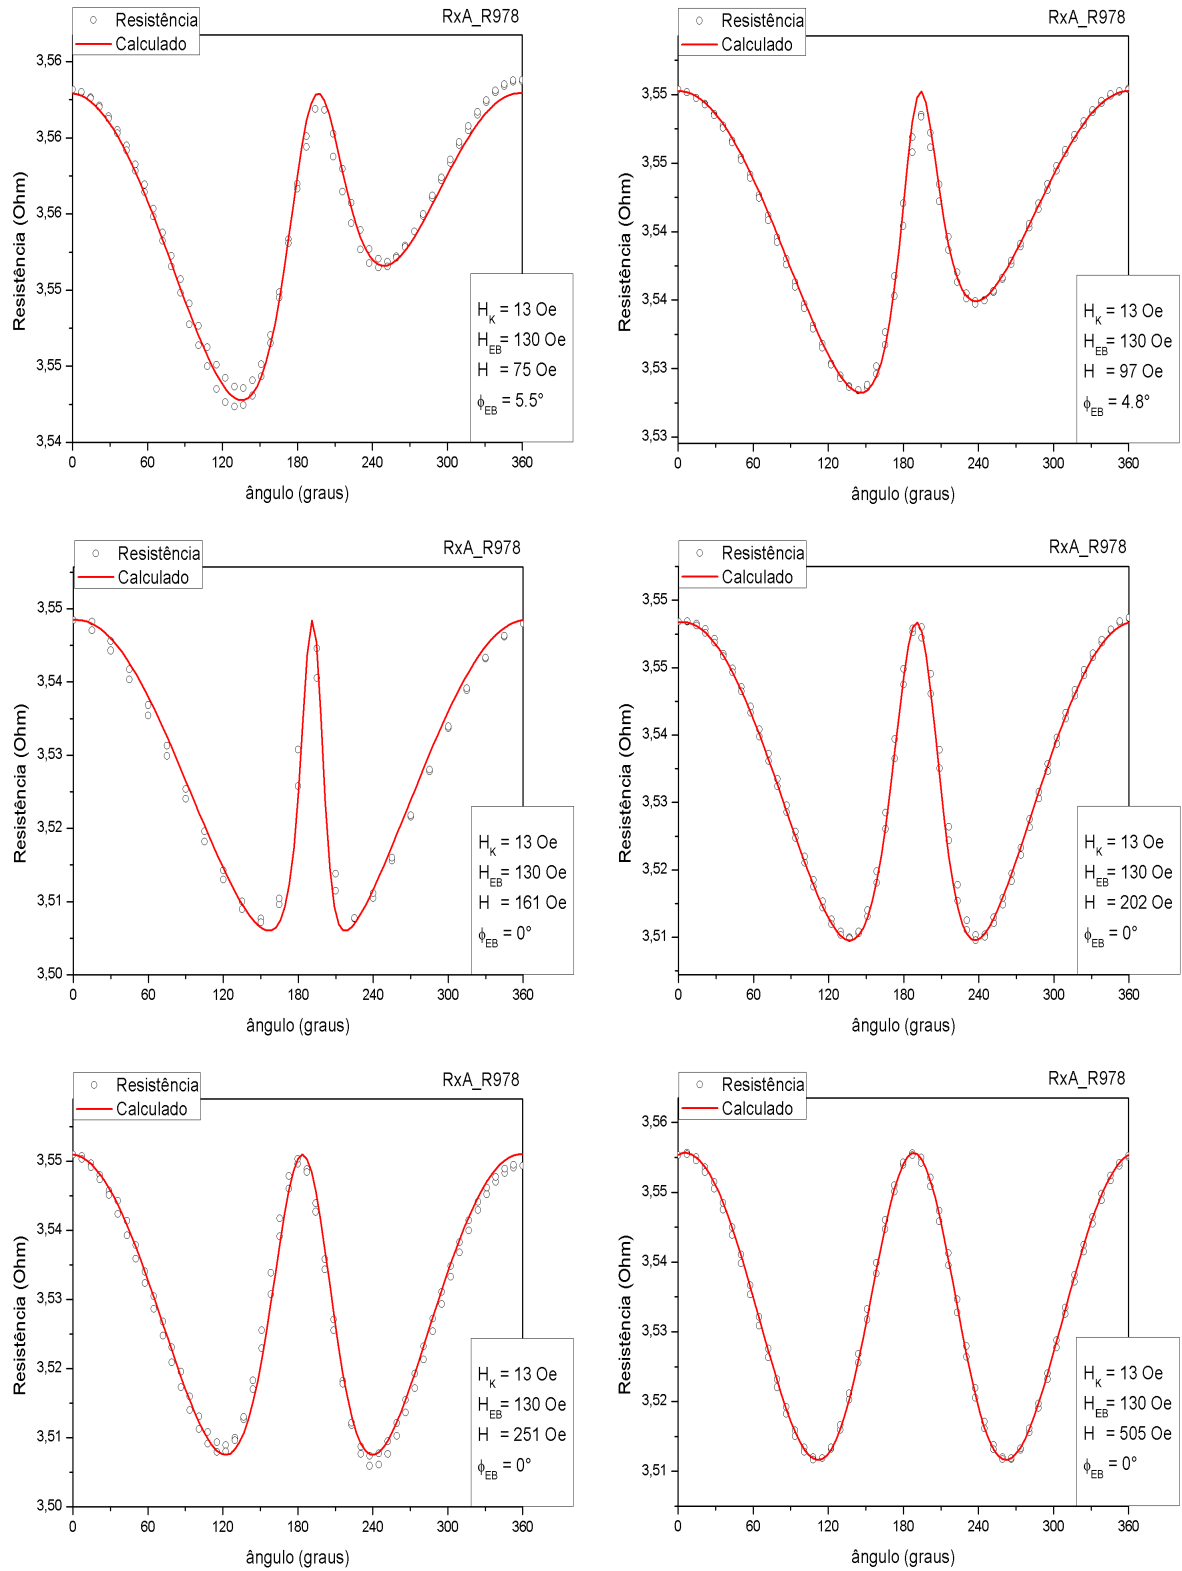 Resistência
Calculado
RxA_R978
3,56
3,56
3,56
3,55
3,55
3,54
0 60 120 180 240 300 360
ângulo (graus)
Resistência (Ohm)
H_K = 13 Oe
H_EB = 130 Oe
H = 75 Oe
ϕ_EB = 5.5°
Resistência
Calculado
RxA_R978
3,55
3,55
3,54
3,54
3,53
3,53
0 60 120 180 240 300 360
ângulo (graus)
Resistência (Ohm)
H_K = 13 Oe
H_EB = 130 Oe
H = 97 Oe
ϕ_EB = 4.8°
Resistência
Calculado
RxA_R978
3,55
3,54
3,53
3,52
3,51
3,50
0 60 120 180 240 300 360
ângulo (graus)
Resistência (Ohm)
H_K = 13 Oe
H_EB = 130 Oe
H = 161 Oe
ϕ_EB = 0°
Resistência
Calculado
RxA_R978
3,55
3,55
3,54
3,53
3,52
3,51
0 60 120 180 240 300 360
ângulo (graus)
Resistência (Ohm)
H_K = 13 Oe
H_EB = 130 Oe
H = 202 Oe
ϕ_EB = 0°
Resistência
Calculado
RxA_R978
3,55
3,54
3,53
3,52
3,51
3,50
0 60 120 180 240 300 360
ângulo (graus)
Resistência (Ohm)
H_K = 13 Oe
H_EB = 130 Oe
H = 251 Oe
ϕ_EB = 0°
Resistência
Calculado
RxA_R978
3,56
3,55
3,54
3,53
3,52
3,51
0 60 120 180 240 300 360
ângulo (graus)
Resistência (Ohm)
H_K = 13 Oe
H_EB = 130 Oe
H = 505 Oe
ϕ_EB = 0°